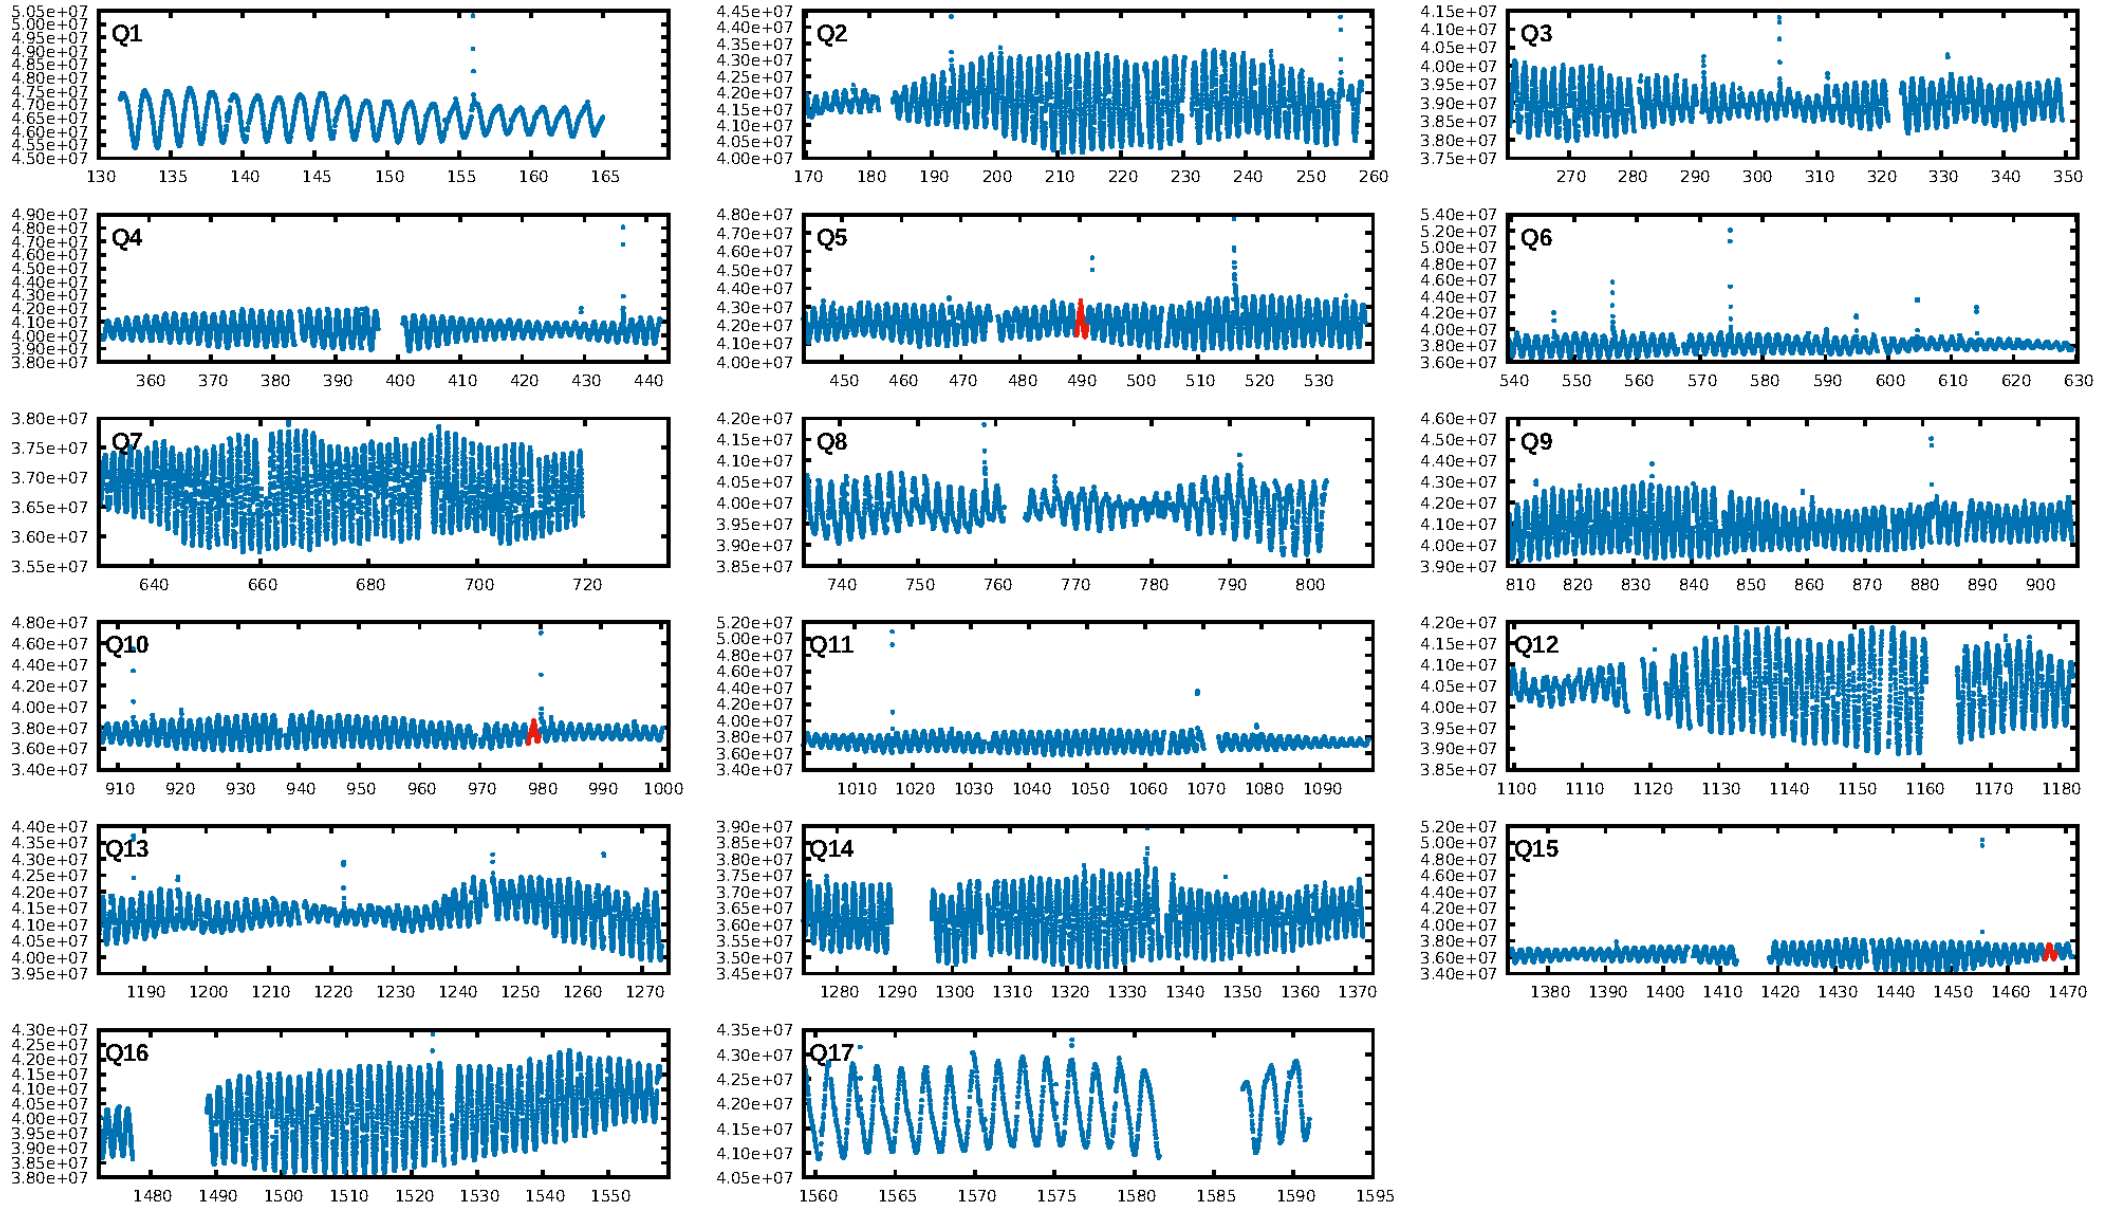 Q1
5.05e+07
5.00e+07
4.95e+07
4.90e+07
4.85e+07
4.80e+07
4.75e+07
4.70e+07
4.65e+07
4.60e+07
4.55e+07
4.50e+07
130 135 140 145 150 155 160 165
Q2
4.45e+07
4.40e+07
4.35e+07
4.30e+07
4.25e+07
4.20e+07
4.15e+07
4.10e+07
4.05e+07
4.00e+07
170 180 190 200 210 220 230 240 250 260
Q3
4.15e+07
4.10e+07
4.05e+07
4.00e+07
3.95e+07
3.90e+07
3.85e+07
3.80e+07
3.75e+07
270 280 290 300 310 320 330 340 350
Q4
4.90e+07
4.80e+07
4.70e+07
4.60e+07
4.50e+07
4.40e+07
4.30e+07
4.20e+07
4.10e+07
4.00e+07
3.90e+07
3.80e+07
360 370 380 390 400 410 420 430 440
Q5
4.80e+07
4.70e+07
4.60e+07
4.50e+07
4.40e+07
4.30e+07
4.20e+07
4.10e+07
4.00e+07
450 460 470 480 490 500 510 520 530
Q6
5.40e+07
5.20e+07
5.00e+07
4.80e+07
4.60e+07
4.40e+07
4.20e+07
4.00e+07
3.80e+07
3.60e+07
540 550 560 570 580 590 600 610 620 630
Q7
3.80e+07
3.75e+07
3.70e+07
3.65e+07
3.60e+07
3.55e+07
640 660 680 700 720
Q8
4.20e+07
4.15e+07
4.10e+07
4.05e+07
4.00e+07
3.95e+07
3.90e+07
3.85e+07
740 750 760 770 780 790 800
Q9
4.60e+07
4.50e+07
4.40e+07
4.30e+07
4.20e+07
4.10e+07
4.00e+07
3.90e+07
810 820 830 840 850 860 870 880 890 900
Q10
4.80e+07
4.60e+07
4.40e+07
4.20e+07
4.00e+07
3.80e+07
3.60e+07
3.40e+07
910 920 930 940 950 960 970 980 990 1000
Q11
5.20e+07
5.00e+07
4.80e+07
4.60e+07
4.40e+07
4.20e+07
4.00e+07
3.80e+07
3.60e+07
3.40e+07
1010 1020 1030 1040 1050 1060 1070 1080 1090
Q12
4.20e+07
4.15e+07
4.10e+07
4.05e+07
4.00e+07
3.95e+07
3.90e+07
3.85e+07
1100 1110 1120 1130 1140 1150 1160 1170 1180
Q13
4.40e+07
4.35e+07
4.30e+07
4.25e+07
4.20e+07
4.15e+07
4.10e+07
4.05e+07
4.00e+07
3.95e+07
1190 1200 1210 1220 1230 1240 1250 1260 1270
Q14
3.90e+07
3.85e+07
3.80e+07
3.75e+07
3.70e+07
3.65e+07
3.60e+07
3.55e+07
3.50e+07
3.45e+07
1280 1290 1300 1310 1320 1330 1340 1350 1360 1370
Q15
5.20e+07
5.00e+07
4.80e+07
4.60e+07
4.40e+07
4.20e+07
4.00e+07
3.80e+07
3.60e+07
3.40e+07
1380 1390 1400 1410 1420 1430 1440 1450 1460 1470
Q16
4.30e+07
4.25e+07
4.20e+07
4.15e+07
4.10e+07
4.05e+07
4.00e+07
3.95e+07
3.90e+07
3.85e+07
3.80e+07
1480 1490 1500 1510 1520 1530 1540 1550
Q17
4.35e+07
4.30e+07
4.25e+07
4.20e+07
4.15e+07
4.10e+07
4.05e+07
1560 1565 1570 1575 1580 1585 1590 1595